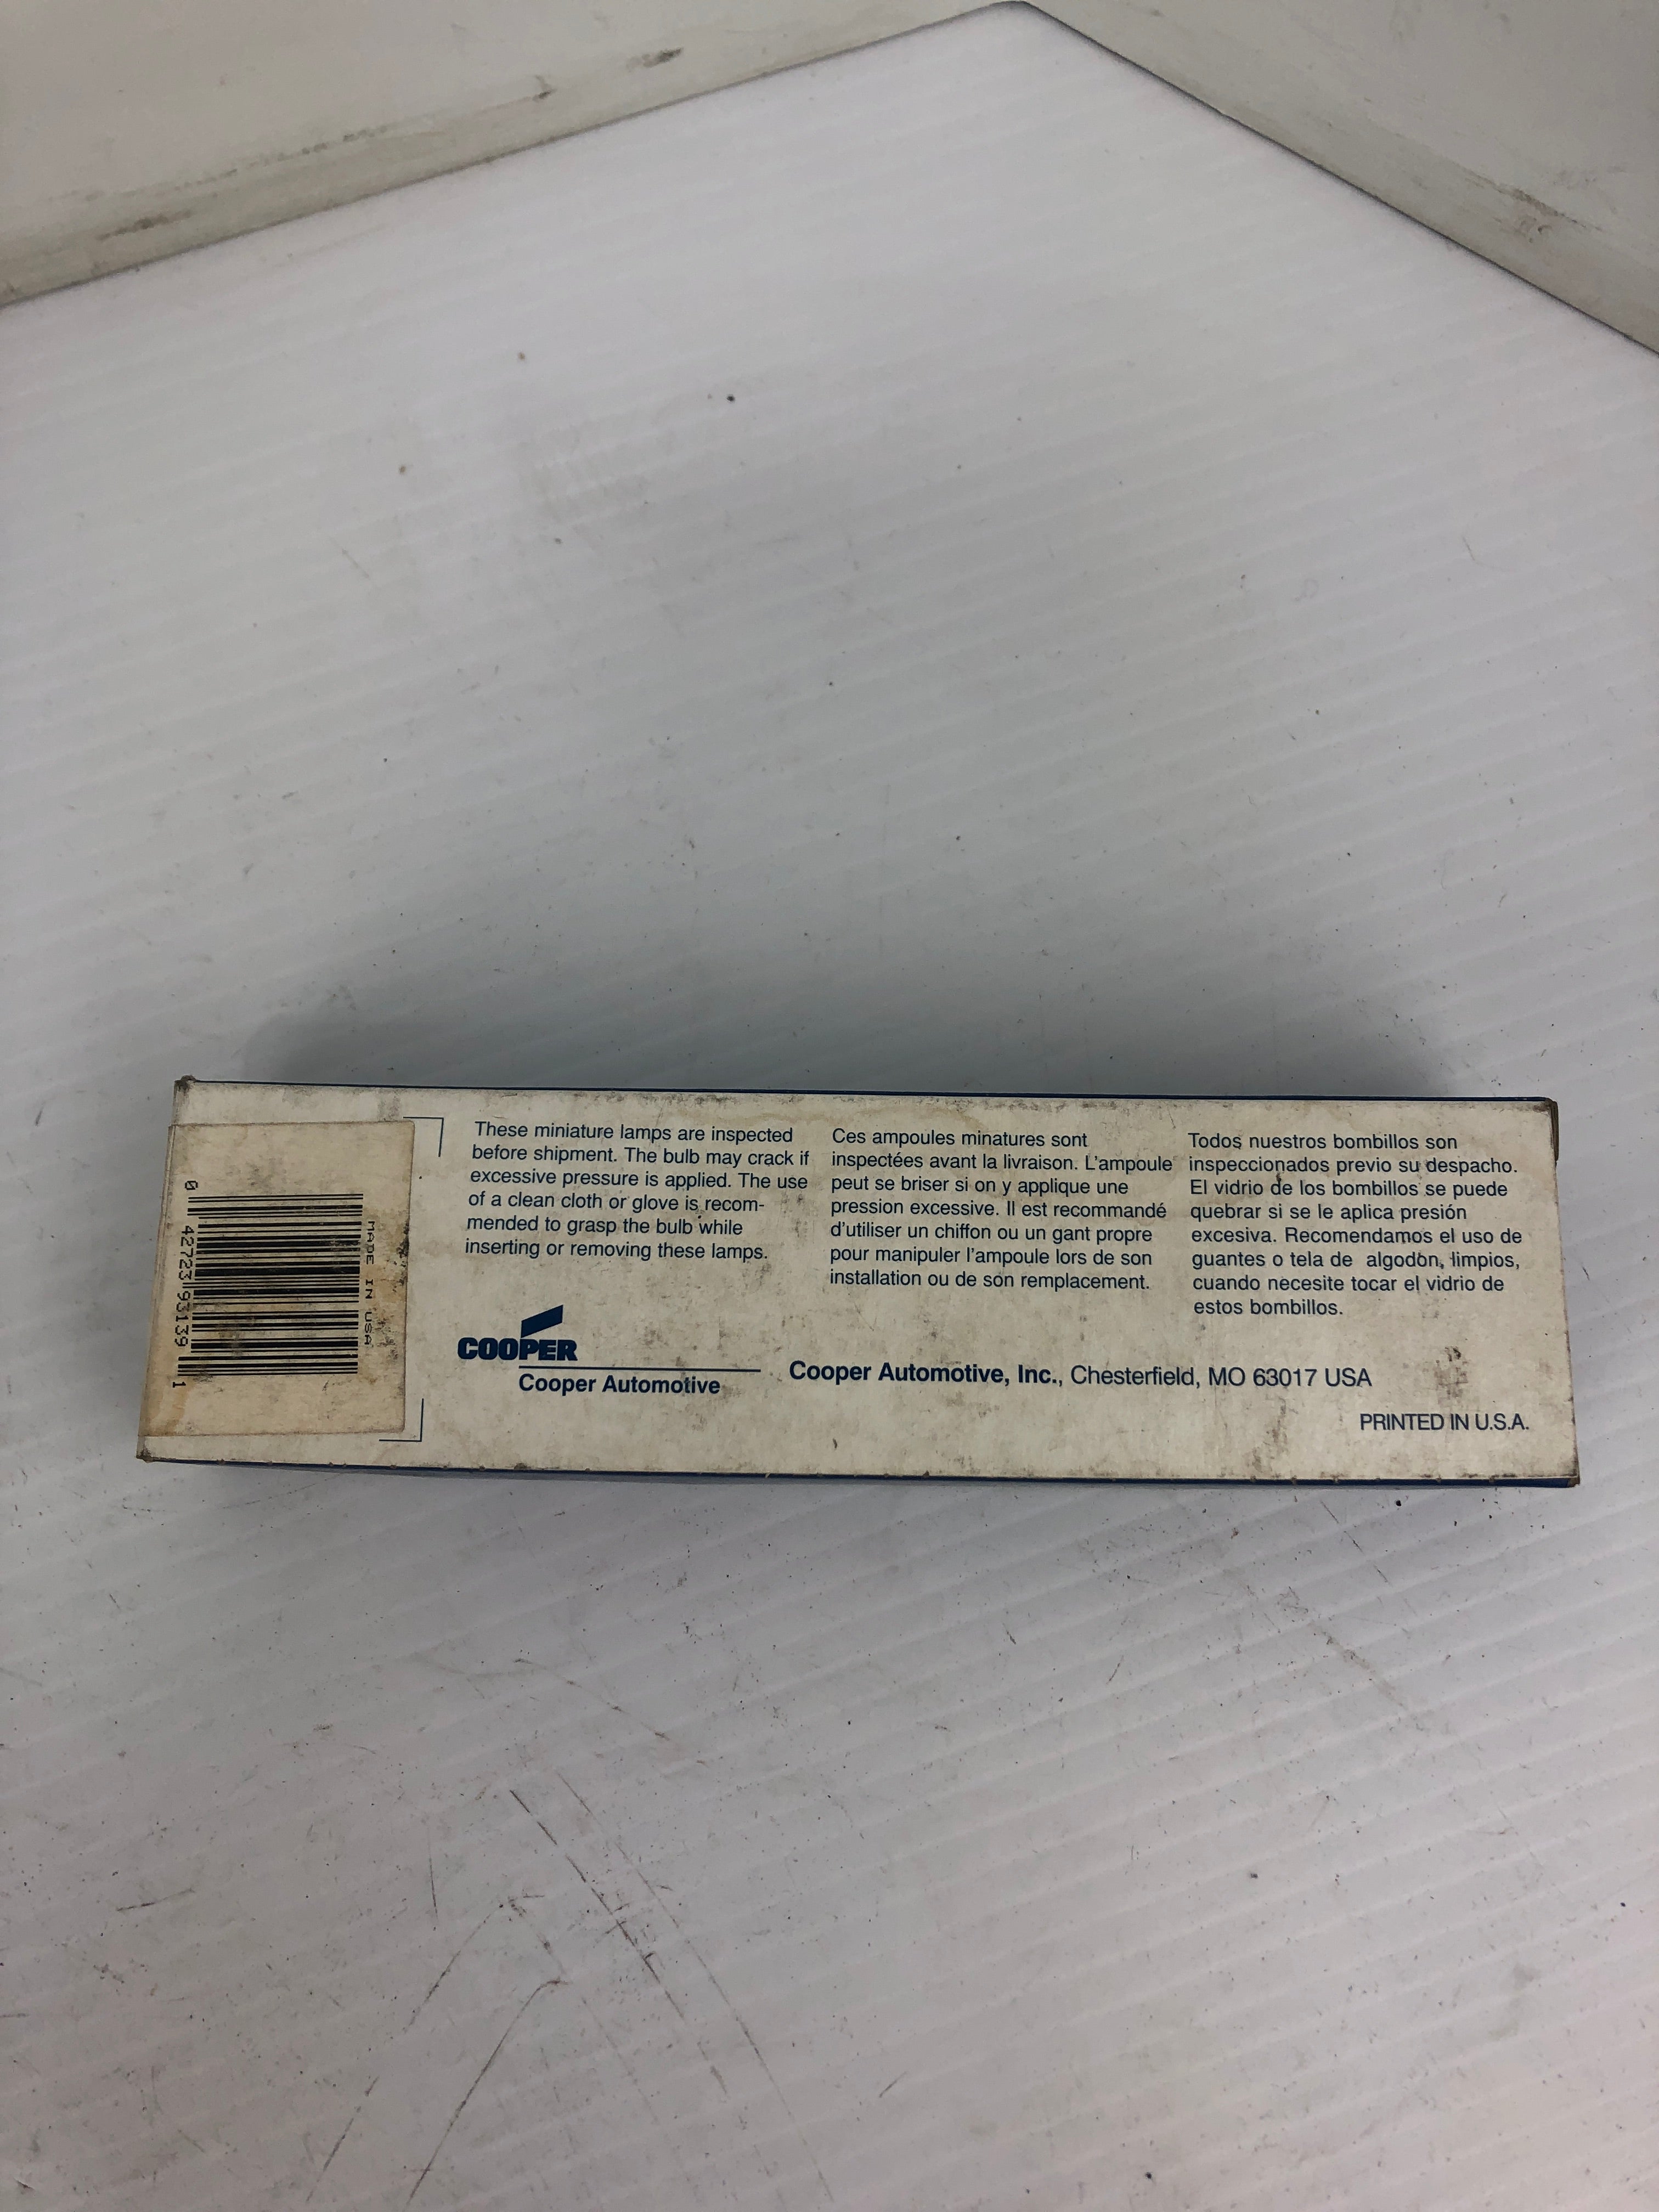 MADE IN USA
0 42723 93139 1
These miniature lamps are inspected
before shipment. The bulb may crack if
excessive pressure is applied. The use
of a clean cloth or glove is recom-
mended to grasp the bulb while
inserting or removing these lamps.
Ces ampoules minatures sont
inspectées avant la livraison. L'ampoule
peut se briser si on y applique une
pression excessive. Il est recommandé
d'utiliser un chiffon ou un gant propre
pour manipuler l'ampoule lors de son
installation ou de son remplacement.
Todos nuestros bombillos son
inspeccionados previo su despacho.
El vidrio de los bombillos se puede
quebrar si se le aplica presión
excesiva. Recomendamos el uso de
guantes o tela de algodón, limpios,
cuando necesite tocar el vidrio de
estos bombillos.
COOPER
Cooper Automotive
Cooper Automotive, Inc., Chesterfield, MO 63017 USA
PRINTED IN U.S.A.